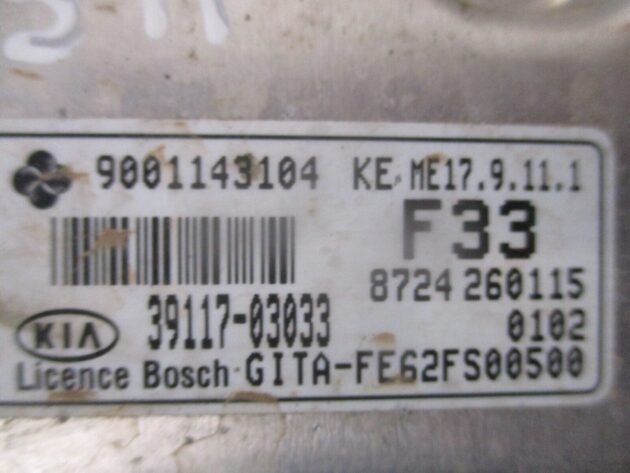 9001143104 KE ME17.9.11.1
F33
8724 260115
KIA 39117-03033 0102
Licence Bosch GITA-FE62FS00500